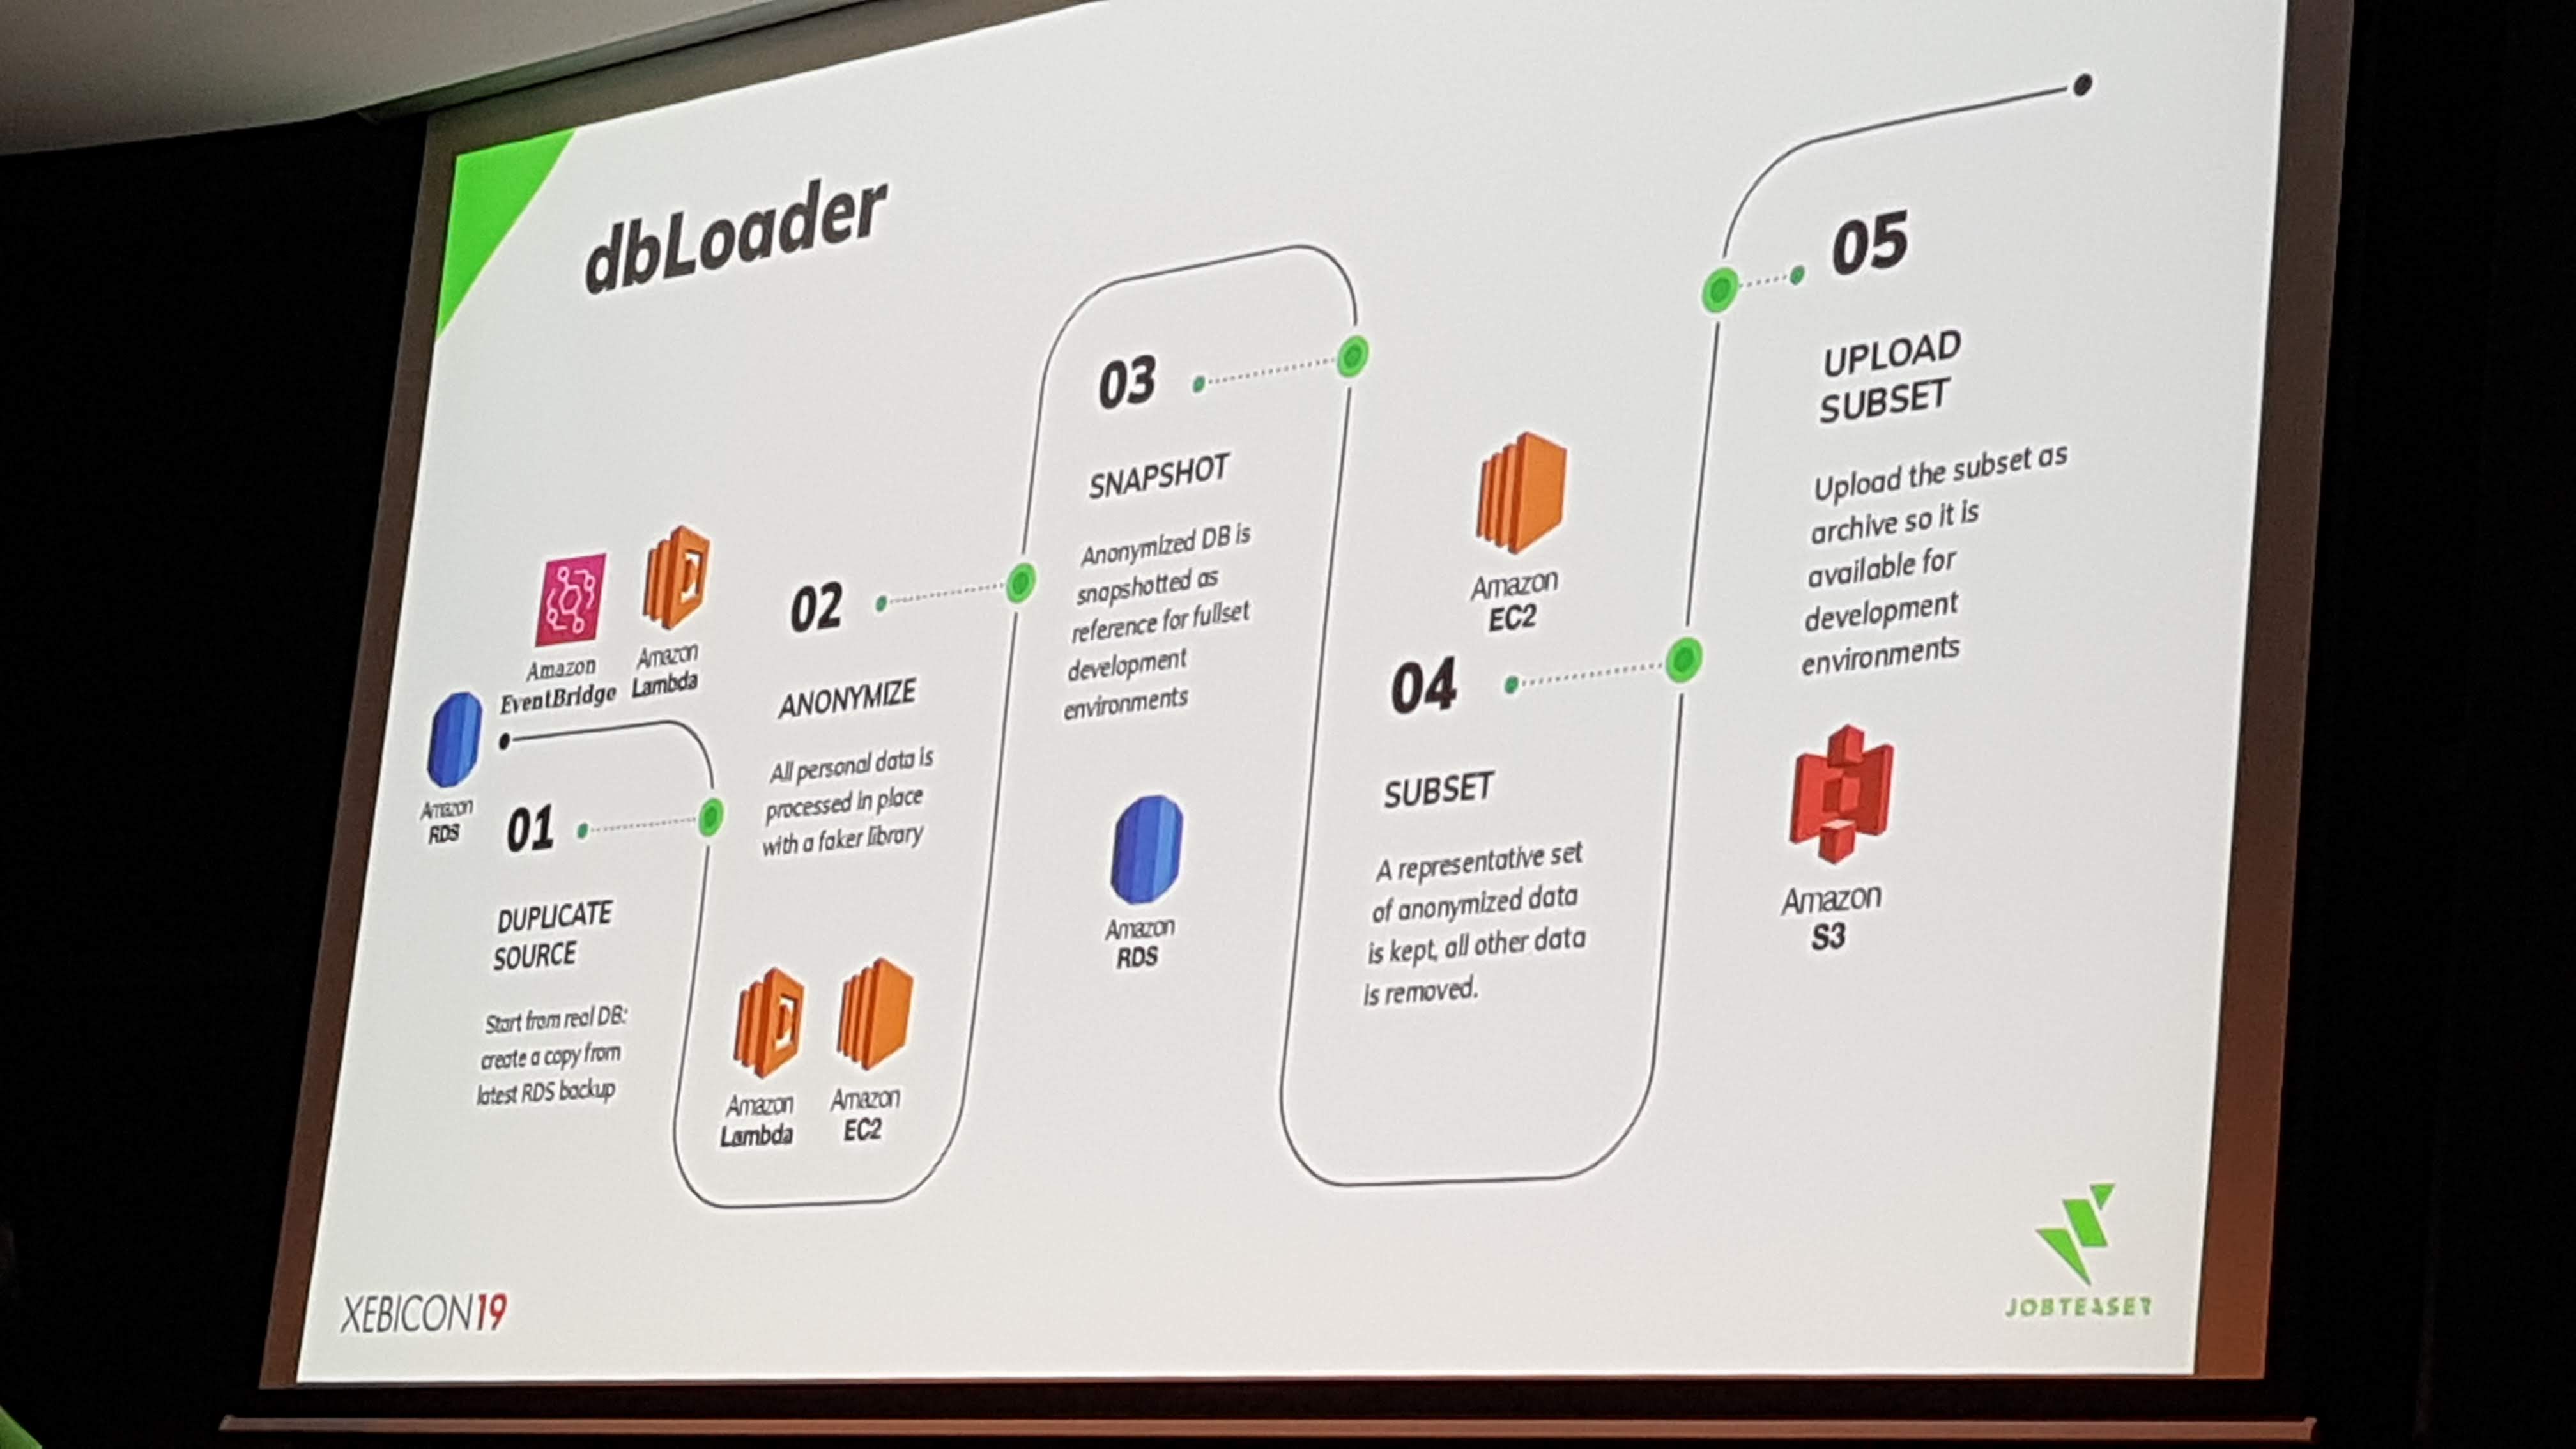 dbLoader
Amazon
RDS
Amazon
EventBridge
Amazon
Lambda
01
DUPLICATE
SOURCE
Start from real DB:
create a copy from
latest RDS backup
02
ANONYMIZE
All personal data is
processed in place
with a faker library
Amazon
Lambda
Amazon
EC2
03
SNAPSHOT
Anonymized DB is
snapshotted as
reference for fullset
development
environments
Amazon
RDS
Amazon
EC2
04
SUBSET
A representative set
of anonymized data
is kept, all other data
is removed.
05
UPLOAD
SUBSET
Upload the subset as
archive so it is
available for
development
environments
Amazon
S3
XEBICON19
JOBTEASER